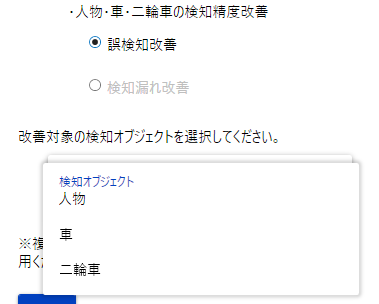 ・人物・車・二輪車の検知精度改善
誤検知改善
検知漏れ改善
改善対象の検知オブジェクトを選択してください。
検知オブジェクト
人物
車
二輪車
※複
用く